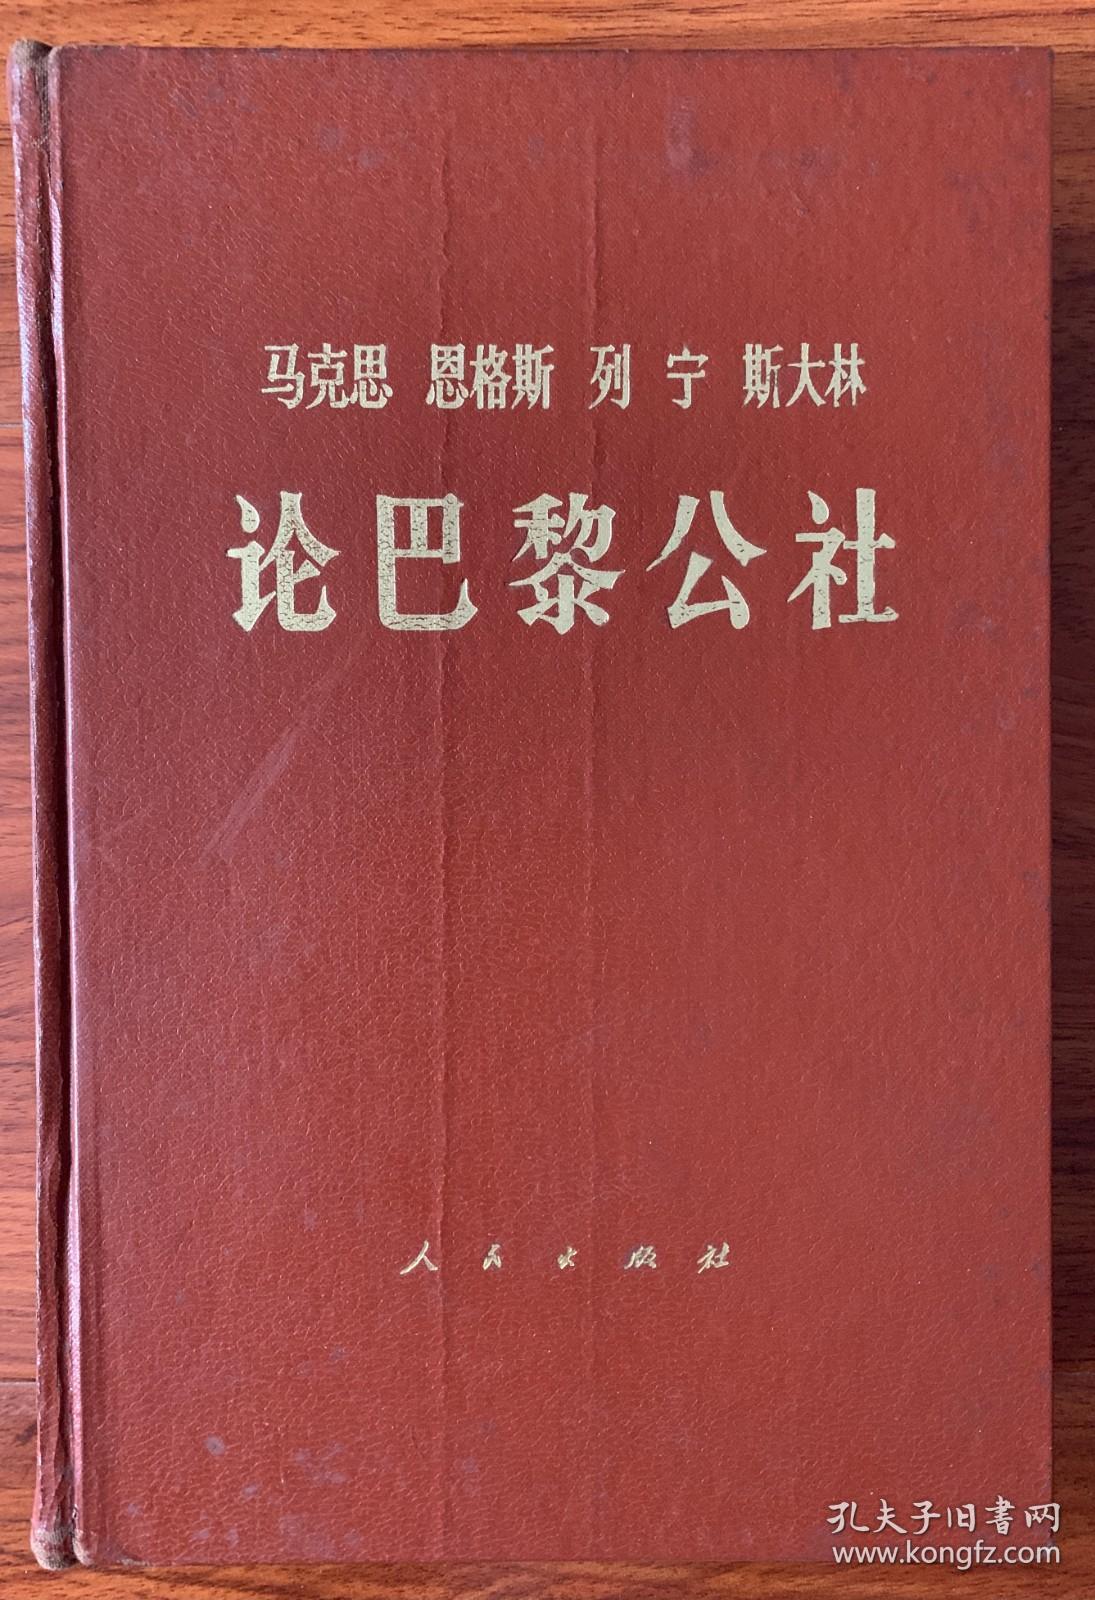 马克思 恩格斯 列宁 斯大林
论巴黎公社
人民出版社
孔夫子旧書网
www.kongfz.com